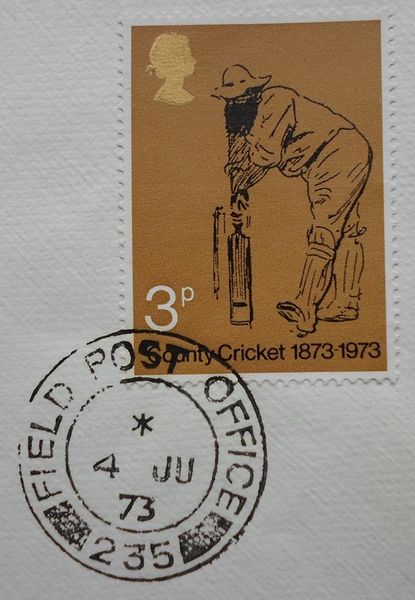 3p
County Cricket 1873-1973
FIELD POST OFFICE
*
4 JU
73
235